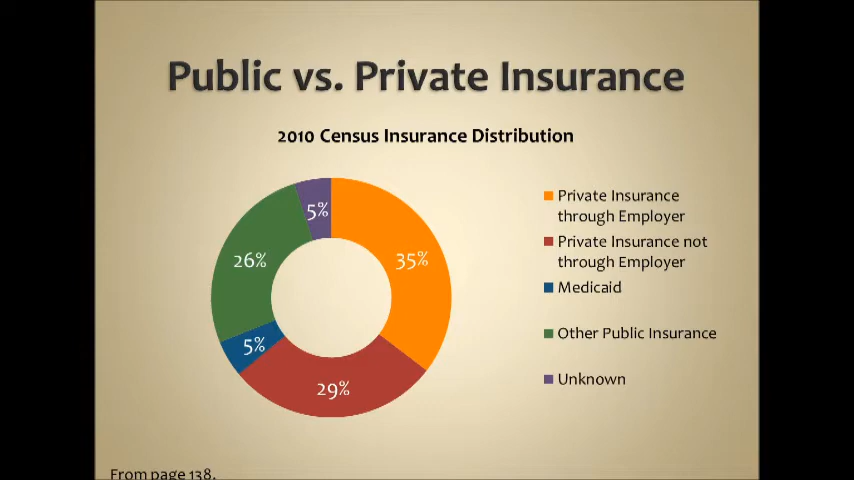 Public vs. Private Insurance
2010 Census Insurance Distribution
5%
35%
26%
5%
29%
Private Insurance
through Employer
Private Insurance not
through Employer
Medicaid
Other Public Insurance
Unknown
From page 138.